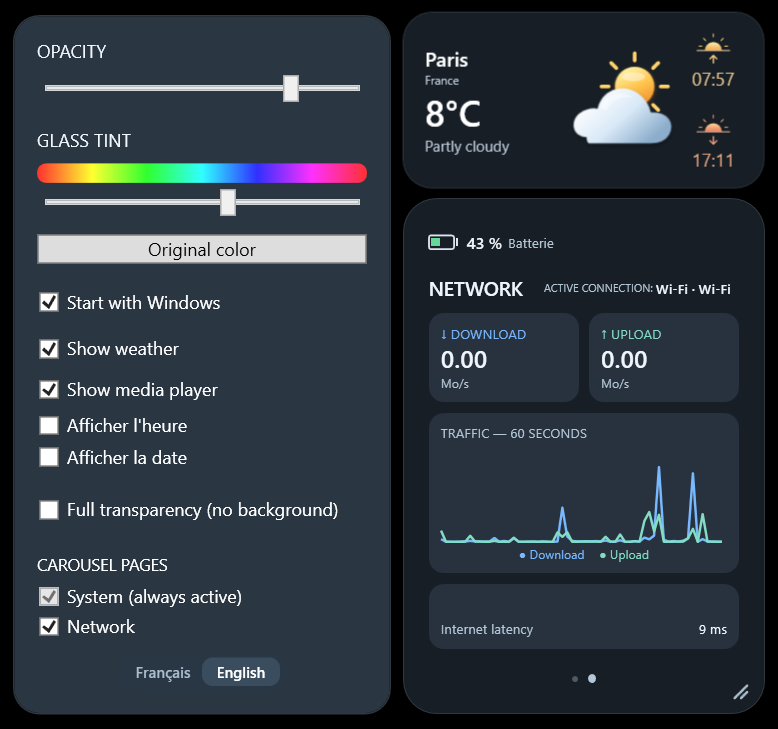 OPACITY
GLASS TINT
Original color
Start with Windows
Show weather
Show media player
Afficher l'heure
Afficher la date
Full transparency (no background)
CAROUSEL PAGES
System (always active)
Network
Français English
Paris
France
8°C
Partly cloudy
07:57
17:11
43 % Batterie
NETWORK ACTIVE CONNECTION: Wi-Fi · Wi-Fi
↓ DOWNLOAD
0.00
Mo/s
↑ UPLOAD
0.00
Mo/s
TRAFFIC — 60 SECONDS
● Download ● Upload
Internet latency 9 ms